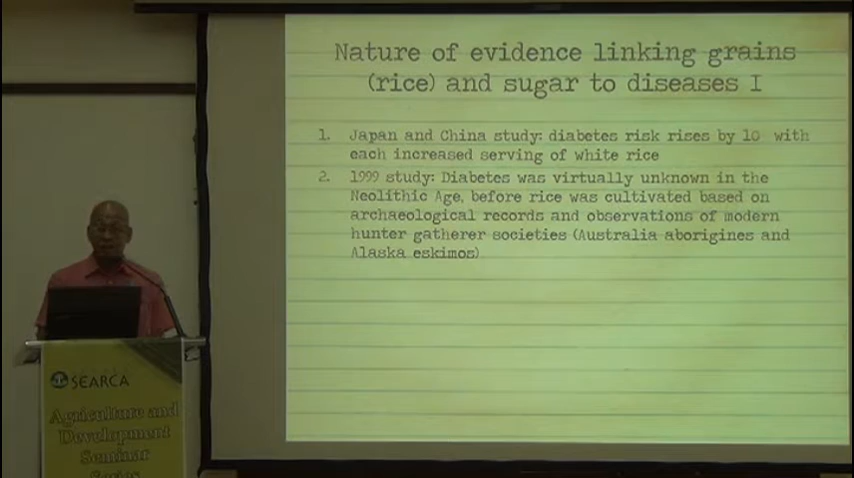 Nature of evidence linking grains
(rice) and sugar to diseases I
1. Japan and China study: diabetes risk rises by 10 with
each increased serving of white rice
2. 1999 study: Diabetes was virtually unknown in the
Neolithic Age, before rice was cultivated based on
archaeological records and observations of modern
hunter gatherer societies (Australia aborigines and
Alaska eskimos)
SEARCA
Agriculture and
Development
Seminar
Series